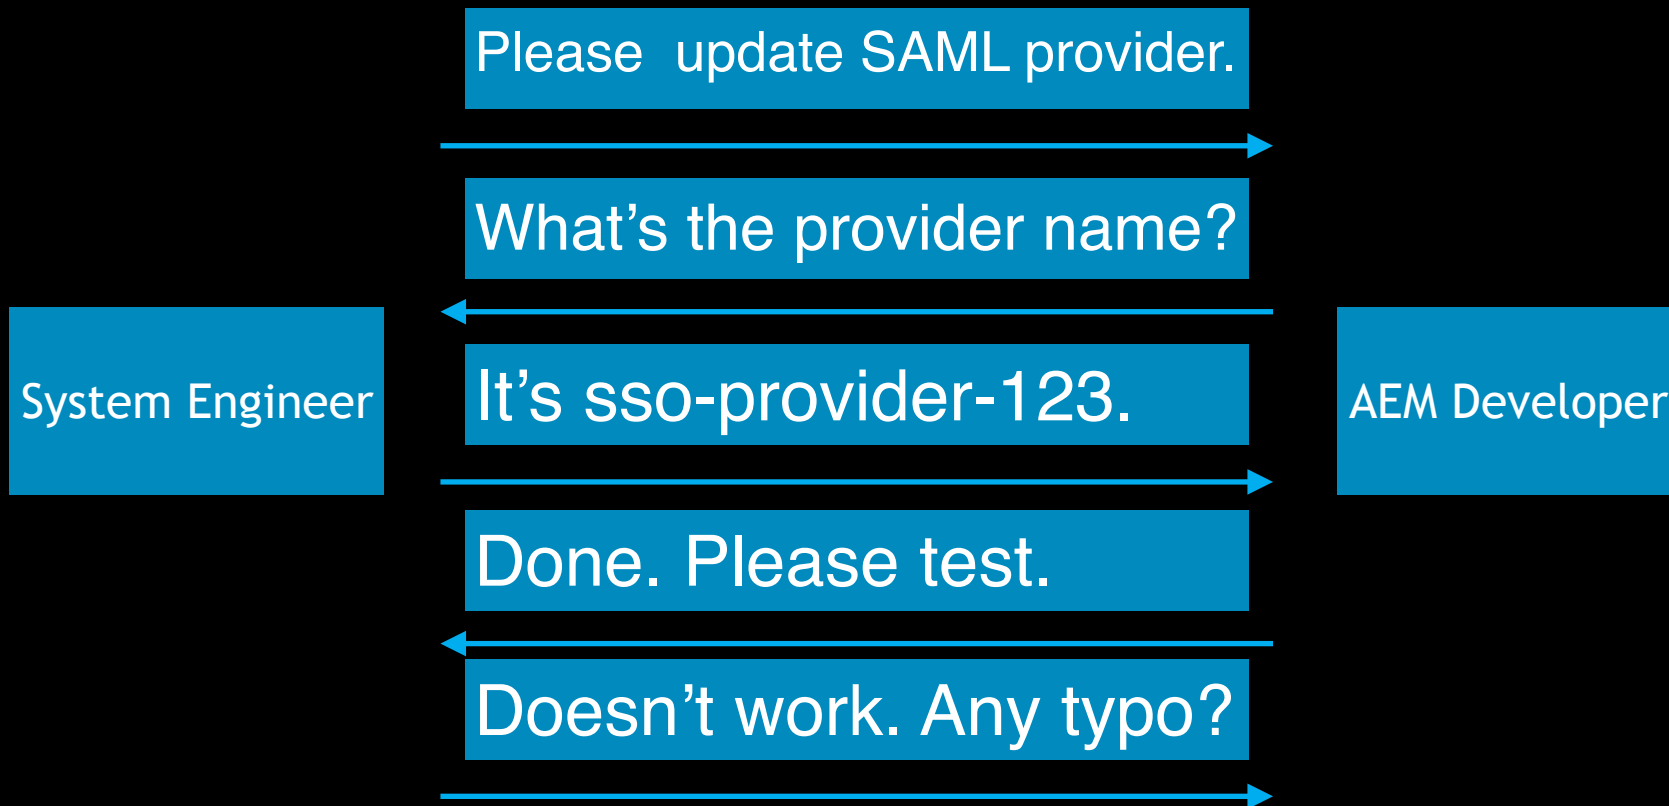 Please  update SAML provider.
What’s the provider name?
System Engineer
It’s sso-provider-123.
AEM Developer
Done. Please test.
Doesn’t work. Any typo?